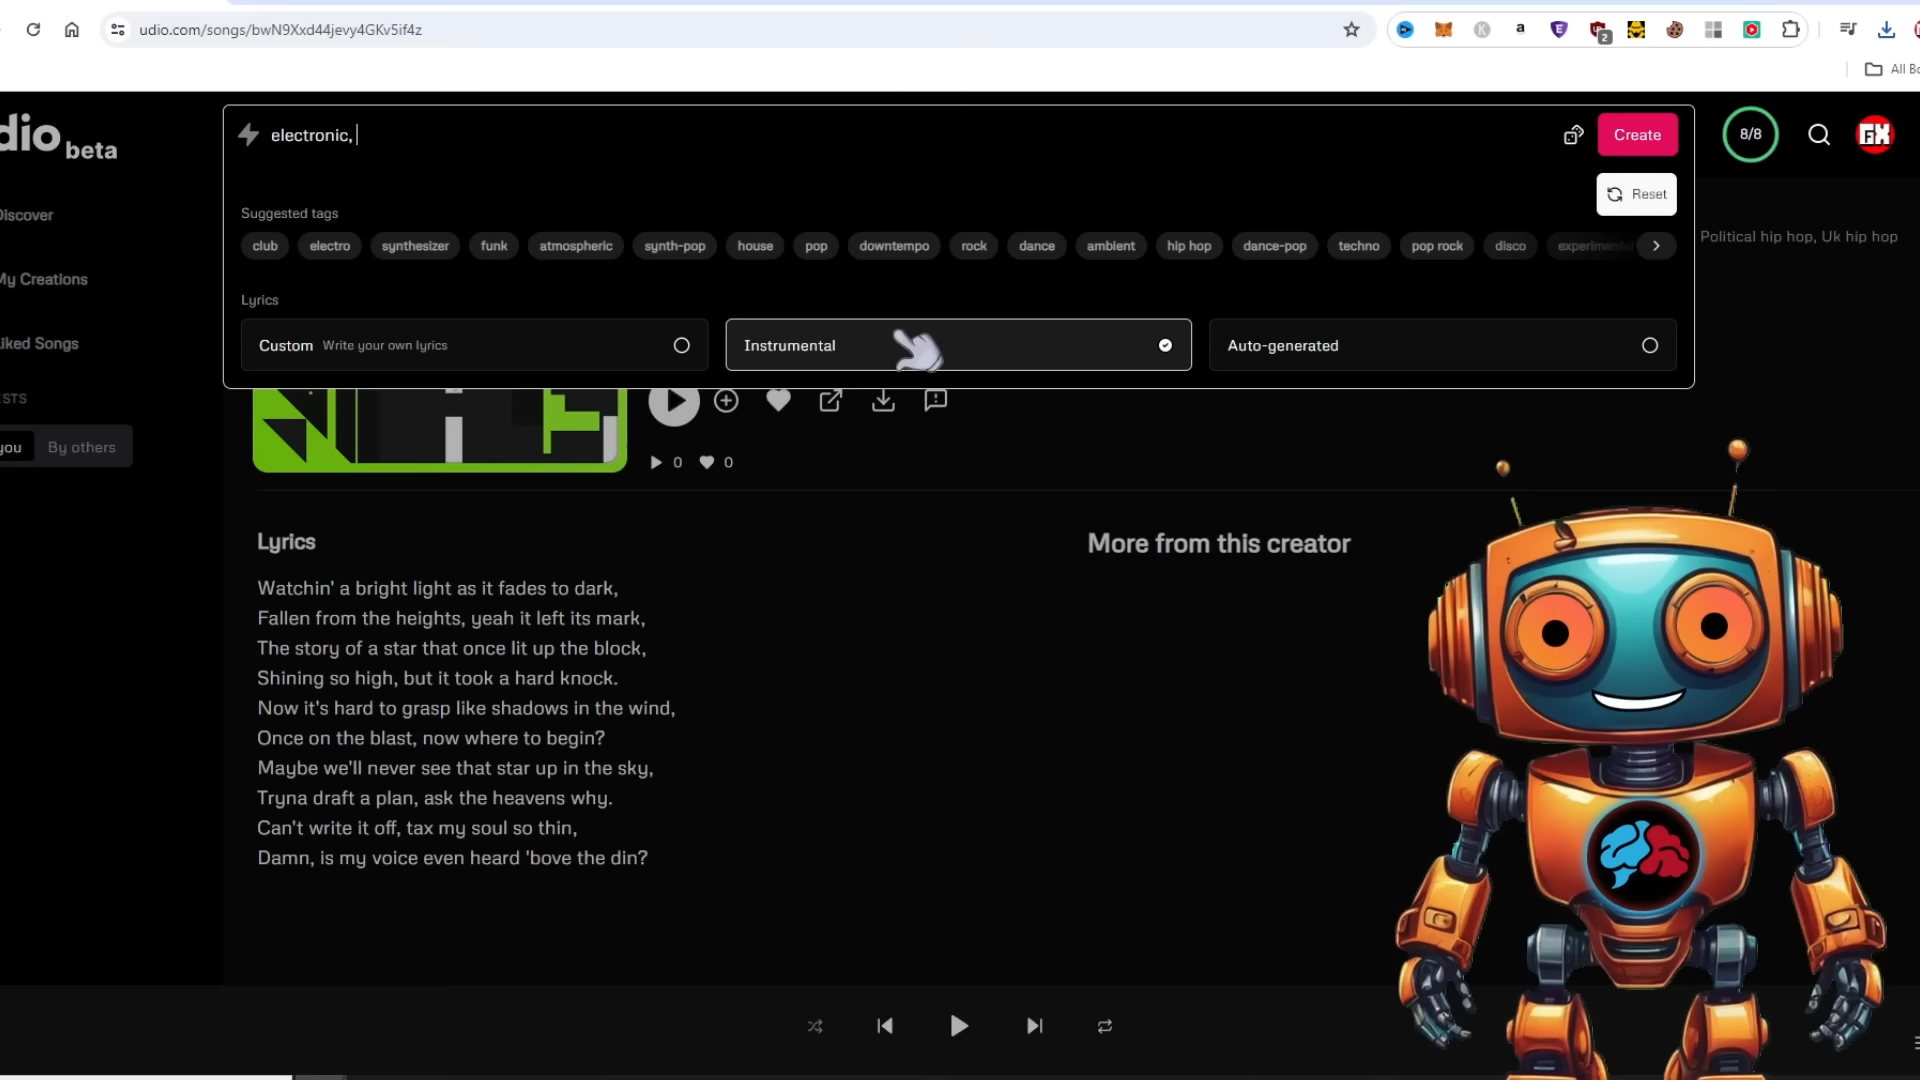 udio.com/songs/bwN9Xxd44jevy4GKv5if4z
2
All Bo
dio beta
electronic,
Create
8/8
FX
Reset
Discover
Suggested tags
club electro synthesizer funk atmospheric synth-pop house pop downtempo rock dance ambient hip hop dance-pop techno pop rock disco experimental
Political hip hop, Uk hip hop
My Creations
Lyrics
Custom Write your own lyrics
Instrumental
Auto-generated
Liked Songs
STS
you By others
0 0
Lyrics
More from this creator
Watchin' a bright light as it fades to dark,
Fallen from the heights, yeah it left its mark,
The story of a star that once lit up the block,
Shining so high, but it took a hard knock.
Now it's hard to grasp like shadows in the wind,
Once on the blast, now where to begin?
Maybe we'll never see that star up in the sky,
Tryna draft a plan, ask the heavens why.
Can't write it off, tax my soul so thin,
Damn, is my voice even heard 'bove the din?